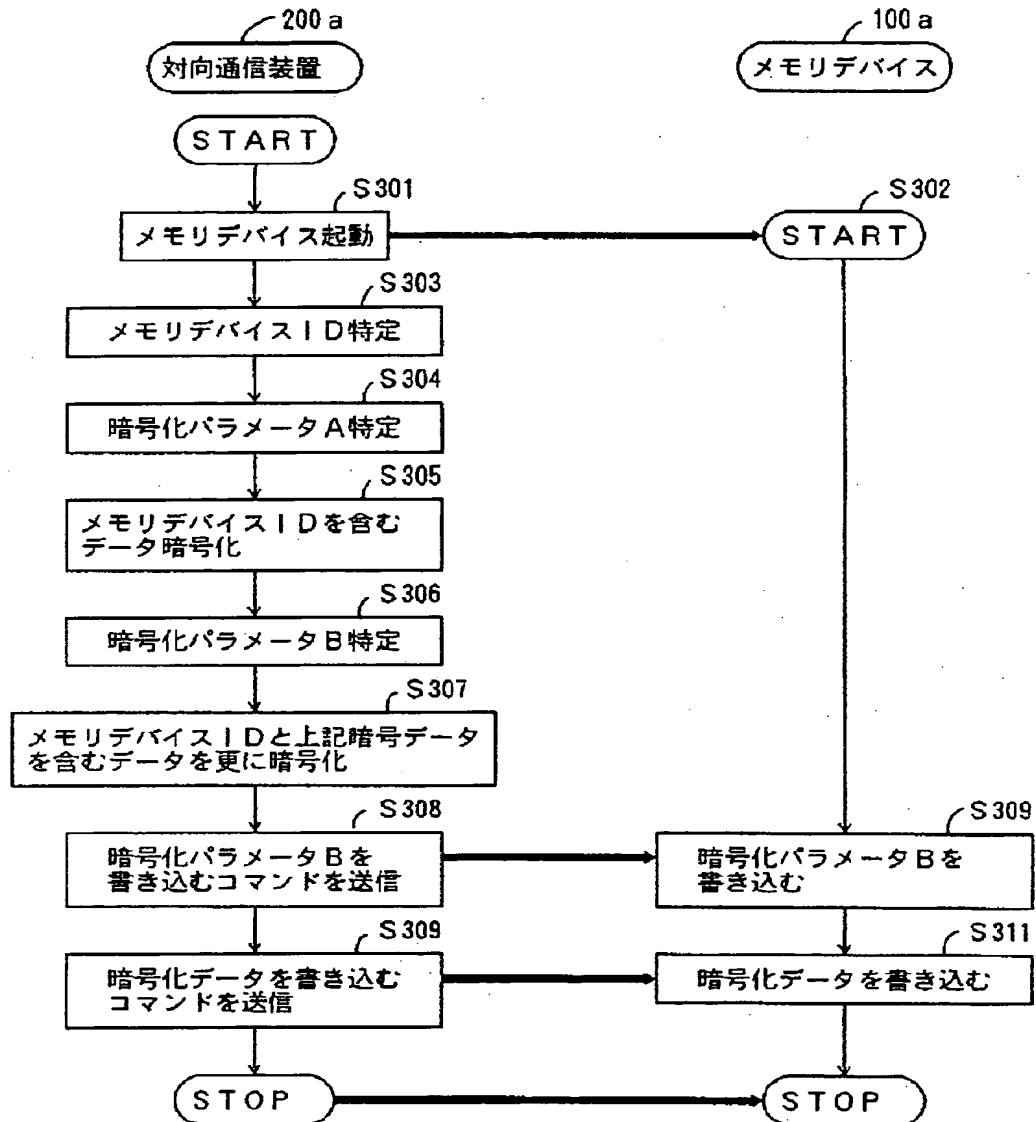 200a
100a
対向通信装置
メモリデバイス
START
S301
S302
メモリデバイス起動
START
S303
メモリデバイスID特定
S304
暗号化パラメータA特定
S305
メモリデバイスIDを含む
データ暗号化
S306
暗号化パラメータB特定
S307
メモリデバイスIDと上記暗号データ
を含むデータを更に暗号化
S308
S309
暗号化パラメータBを
書き込むコマンドを送信
暗号化パラメータBを
書き込む
S309
S311
暗号化データを書き込む
コマンドを送信
暗号化データを書き込む
STOP
STOP